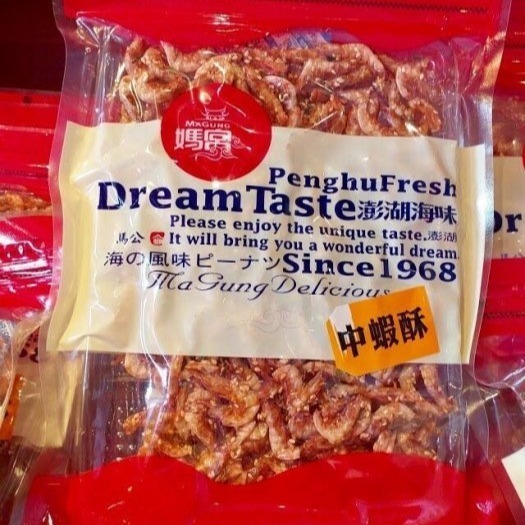 MAGUNG
媽宮
PenghuFresh
DreamTaste澎湖海味
Please enjoy the unique taste.澎湖
馬公 It will bring you a wonderful dream.
海の風味ピーナツSince1968
MaGung Delicious
中蝦酥